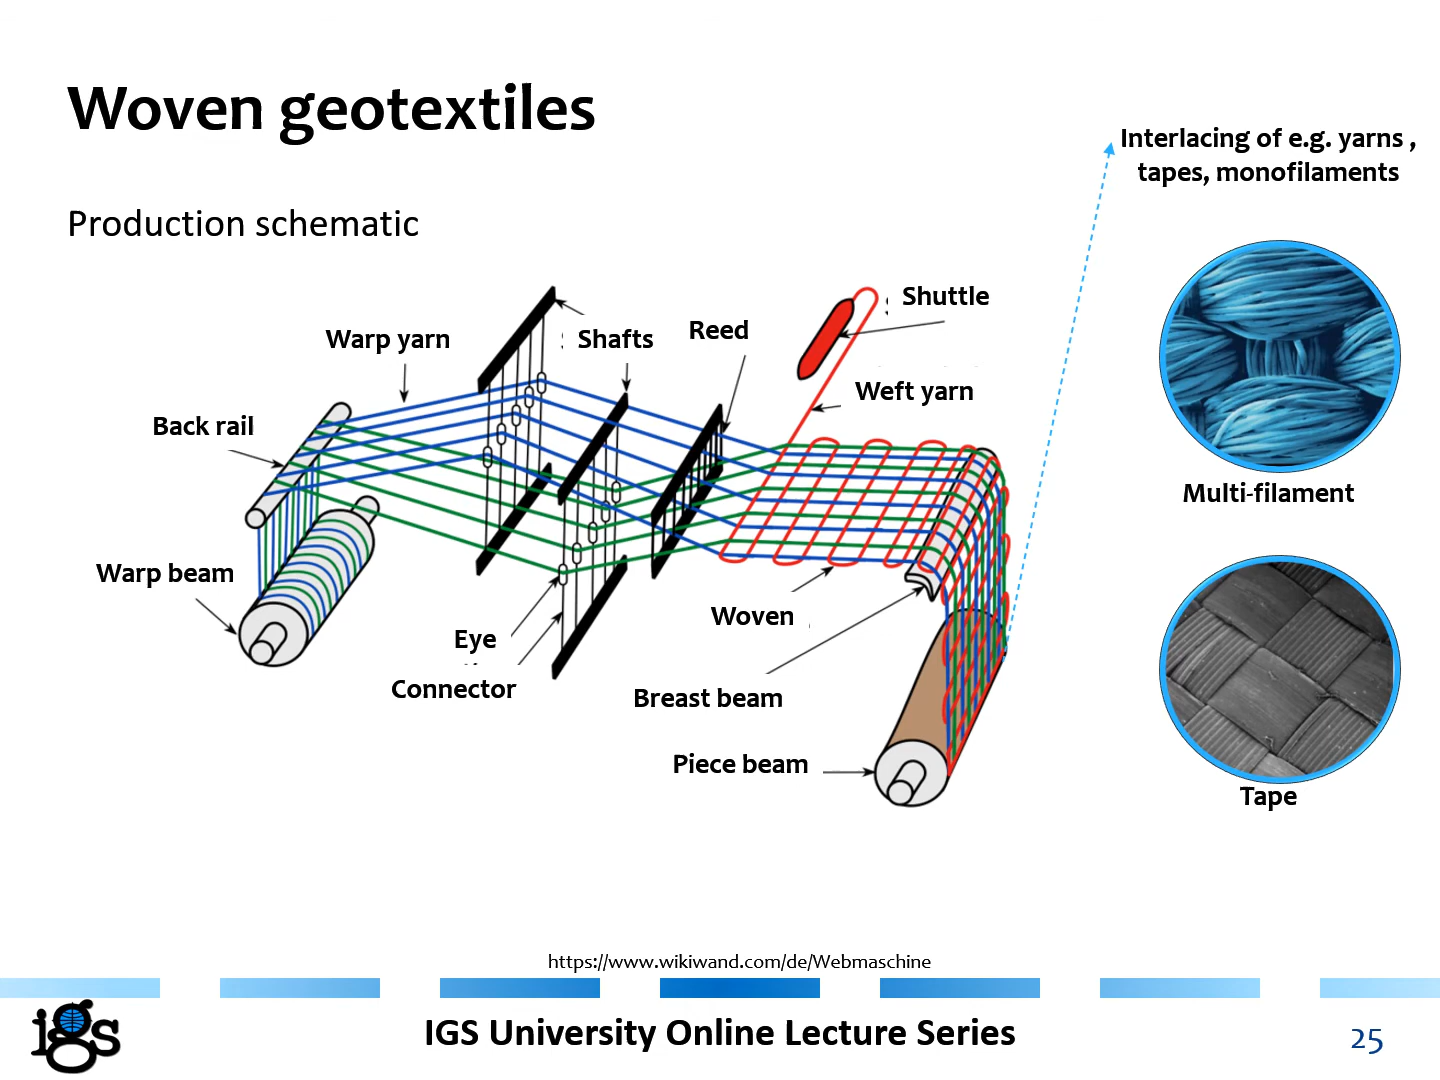 Woven geotextiles
Interlacing of e.g. yarns ,
tapes, monofilaments
Production schematic
Shuttle
Warp yarn
Shafts
Reed
Weft yarn
Back rail
Multi-filament
Warp beam
Woven
Eye
Connector
Breast beam
Piece beam
Tape
https://www.wikiwand.com/de/Webmaschine
igs
IGS University Online Lecture Series
25